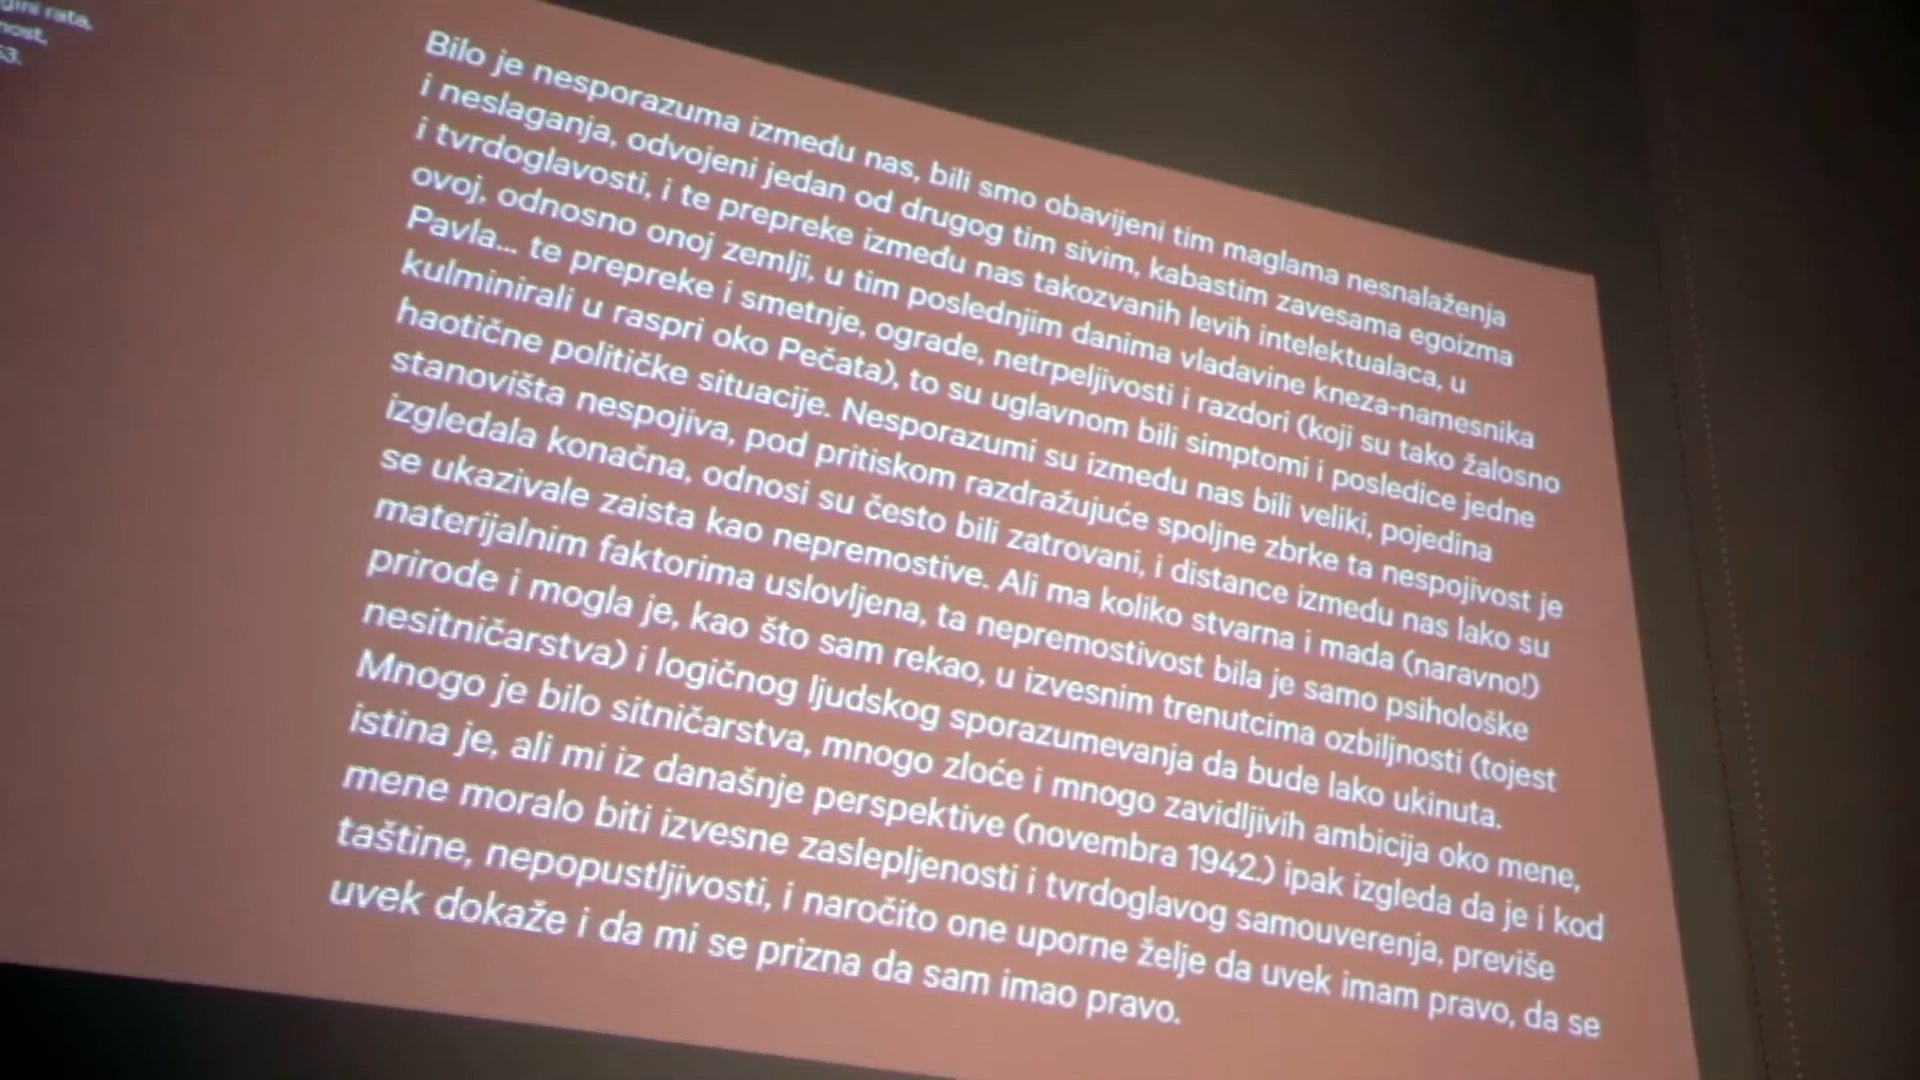 rata,
Bilo je nesporazuma između nas, bili smo obavijeni tim maglama nesnalaženja
i neslaganja, odvojeni jedan od drugog tim sivim, kabastim zavesama egoizma
i tvrdoglavosti, i te prepreke između nas takozvanih levih intelektualaca, u
ovoj, odnosno onoj zemlji, u tim poslednjim danima vladavine kneza-namesnika
Pavla... te prepreke i smetnje, ograde, netrpeljivosti i razdori (koji su tako žalosno
kulminirali u raspri oko Pečata), to su uglavnom bili simptomi i posledice jedne
haotične političke situacije. Nesporazumi su između nas bili veliki, pojedina
stanovišta nespojiva, pod pritiskom razdražujuće spoljne zbrke ta nespojivost je
izgledala konačna, odnosi su često bili zatrovani, i distance između nas lako su
se ukazivale zaista kao nepremostive. Ali ma koliko stvarna i mada (naravno!)
materijalnim faktorima uslovljena, ta nepremostivost bila je samo psihološke
prirode i mogla je, kao što sam rekao, u izvesnim trenutcima ozbiljnosti (tojest
nesitničarstva) i logičnog ljudskog sporazumevanja da bude lako ukinuta.
Mnogo je bilo sitničarstva, mnogo zloće i mnogo zavidljivih ambicija oko mene,
istina je, ali mi iz današnje perspektive (novembra 1942.) ipak izgleda da je i kod
mene moralo biti izvesne zaslepljenosti i tvrdoglavog samouverenja, previše
taštine, nepopustljivosti, i naročito one uporne želje da uvek imam pravo, da se
uvek dokaže i da mi se prizna da sam imao pravo.